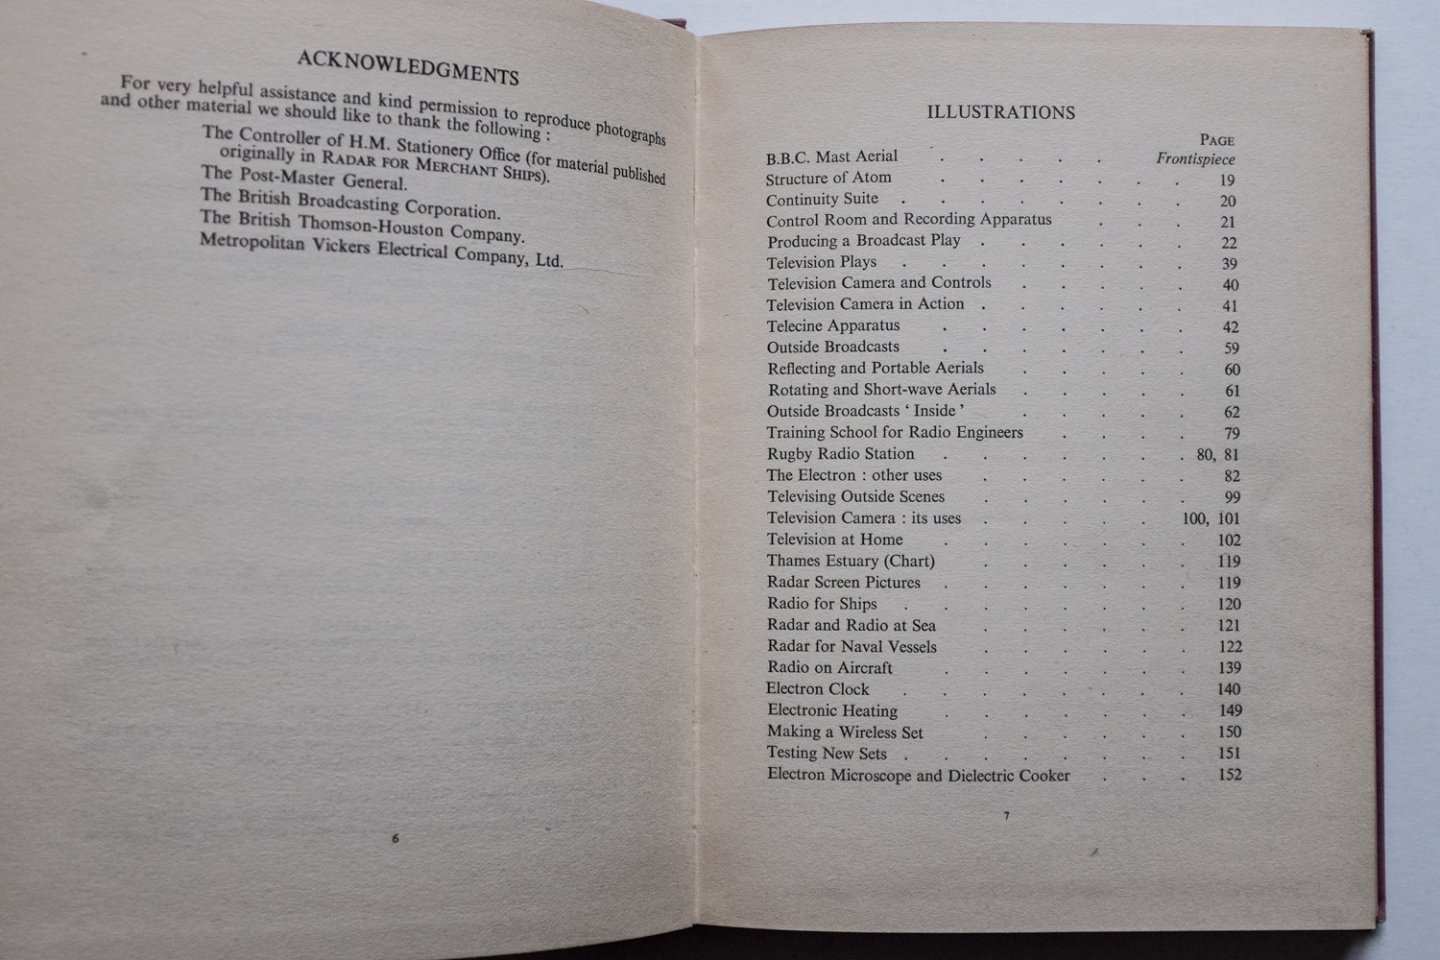 ACKNOWLEDGMENTS
For very helpful assistance and kind permission to reproduce photographs
and other material we should like to thank the following :
The Controller of H.M. Stationery Office (for material published
originally in RADAR FOR MERCHANT SHIPS).
The Post-Master General.
The British Broadcasting Corporation.
The British Thomson-Houston Company.
Metropolitan Vickers Electrical Company, Ltd.
6
ILLUSTRATIONS
PAGE
B.B.C. Mast Aerial . . . . . Frontispiece
Structure of Atom . . . . . . . 19
Continuity Suite . . . . . . . . 20
Control Room and Recording Apparatus . . . 21
Producing a Broadcast Play . . . . . . 22
Television Plays . . . . . . . . 39
Television Camera and Controls . . . . . 40
Television Camera in Action . . . . . . 41
Telecine Apparatus . . . . . . . 42
Outside Broadcasts . . . . . . . 59
Reflecting and Portable Aerials . . . . . 60
Rotating and Short-wave Aerials . . . . . 61
Outside Broadcasts ‘ Inside ’ . . . . . 62
Training School for Radio Engineers . . . . 79
Rugby Radio Station . . . . . . . 80, 81
The Electron : other uses . . . . . . 82
Televising Outside Scenes . . . . . . 99
Television Camera : its uses . . . . . 100, 101
Television at Home . . . . . . . 102
Thames Estuary (Chart) . . . . . . 119
Radar Screen Pictures . . . . . . . 119
Radio for Ships . . . . . . . . 120
Radar and Radio at Sea . . . . . . 121
Radar for Naval Vessels . . . . . . 122
Radio on Aircraft . . . . . . . 139
Electron Clock . . . . . . . . 140
Electronic Heating . . . . . . . 149
Making a Wireless Set . . . . . . 150
Testing New Sets . . . . . . . . 151
Electron Microscope and Dielectric Cooker . . . 152
7